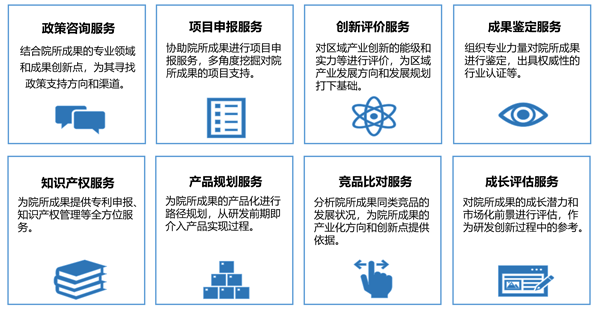 政策咨询服务
结合院所成果的专业领域
和成果创新点，为其寻找
政策支持方向和渠道。
项目申报服务
协助院所成果进行项目申
报服务，多角度挖掘对院
所成果的项目支持。
创新评价服务
对区域产业创新的能级和
实力等进行评价，为区域
产业发展方向和发展规划
打下基础。
成果鉴定服务
组织专业力量对院所成果
进行鉴定，出具权威性的
行业认证等。
知识产权服务
为院所成果提供专利申报、
知识产权管理等全方位服
务。
产品规划服务
为院所成果的产品化进行
路径规划，从研发前期即
介入产品实现过程。
竞品比对服务
分析院所成果同类竞品的
发展状况，为院所成果的
产业化方向和创新点提供
依据。
成长评估服务
对院所成果的成长潜力和
市场化前景进行评估，作
为研发创新过程中的参考。